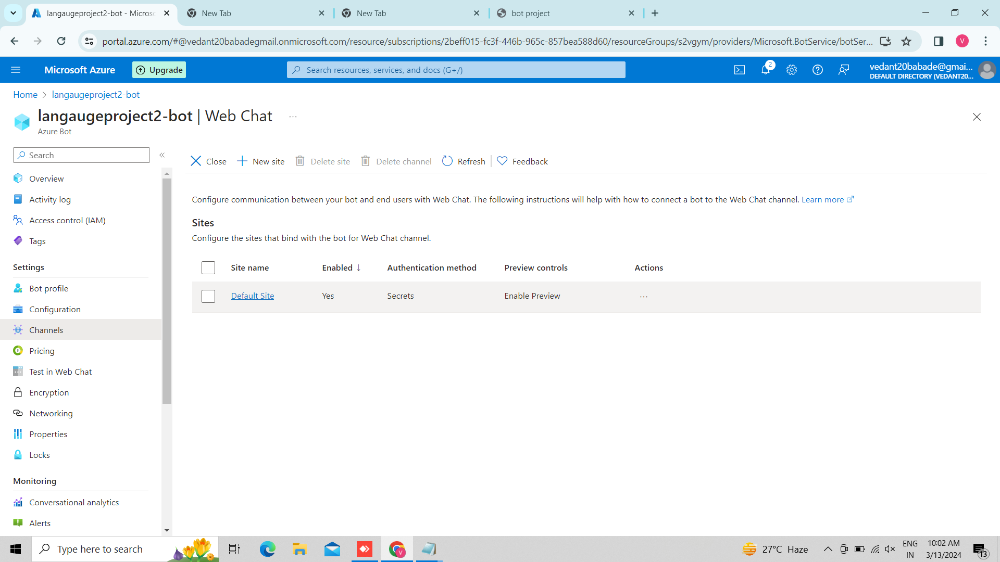 langaugeproject2-bot - Micros
New Tab
New Tab
bot project
portal.azure.com/#@vedant20babadegmail.onmicrosoft.com/resource/subscriptions/2beff015-fc3f-446b-965c-857bea588d60/resourceGroups/s2vgym/providers/Microsoft.BotService/botSer...
V
Microsoft Azure
Upgrade
Search resources, services, and docs (G+/)
2
vedant20babade@gmai...
DEFAULT DIRECTORY (VEDANT20...
Home > langaugeproject2-bot
langaugeproject2-bot | Web Chat ...
Azure Bot
Search
«
Close
New site
Delete site
Delete channel
Refresh
Feedback
Overview
Activity log
Access control (IAM)
Tags
Settings
Bot profile
Configuration
Channels
Pricing
Test in Web Chat
Encryption
Networking
Properties
Locks
Monitoring
Conversational analytics
Alerts
Configure communication between your bot and end users with Web Chat. The following instructions will help with how to connect a bot to the Web Chat channel. Learn more
Sites
Configure the sites that bind with the bot for Web Chat channel.
Site name Enabled ↓ Authentication method Preview controls Actions
Default Site Yes Secrets Enable Preview ...
Type here to search
V
27°C Haze
ENG
IN
10:02 AM
3/13/2024
13